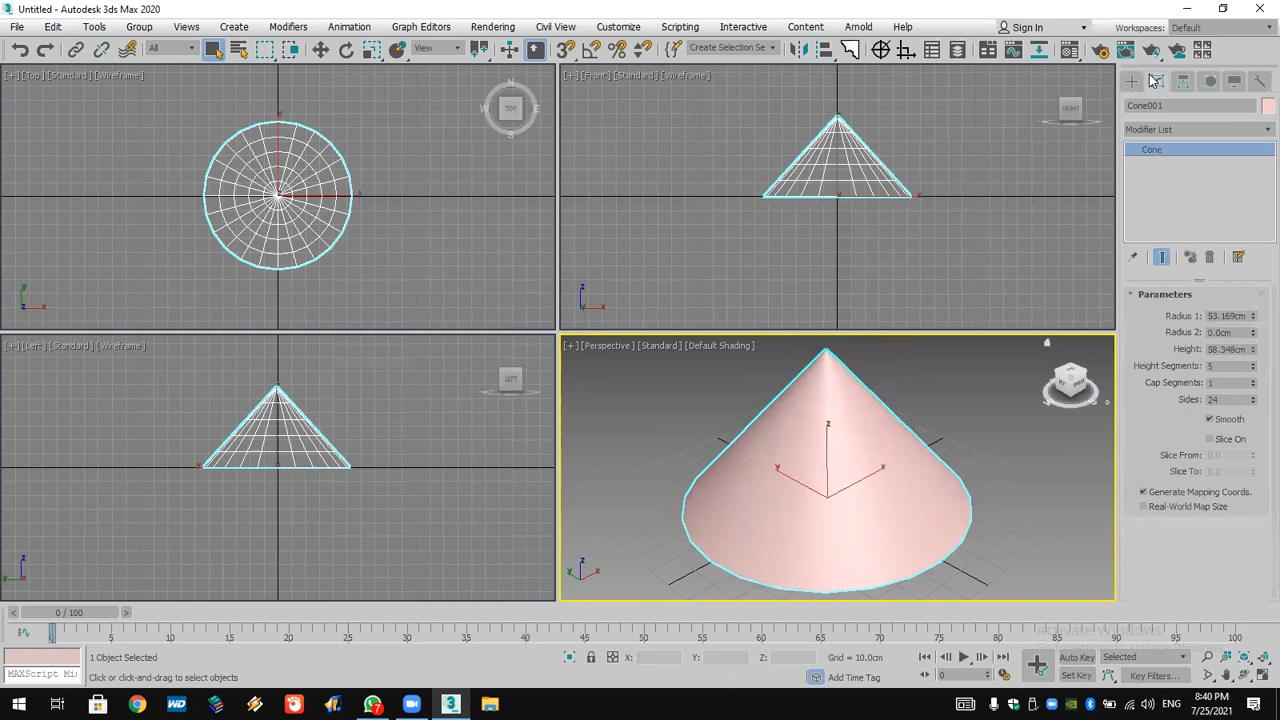 Untitled - Autodesk 3ds Max 2020
File Edit Tools Group Views Create Modifiers Animation Graph Editors Rendering Civil View Customize Scripting Interactive Content Arnold Help Sign In Workspaces: Default
All View Create Selection Se
[+] [Top] [Standard] [Wireframe]
[+] [Front] [Standard] [Wireframe]
N
W TOP E
S
FRONT
Cone001
Modifier List
Cone
Parameters
Radius 1: 53.169cm
Radius 2: 0.0cm
Height: 58.348cm
Height Segments: 5
Cap Segments: 1
Sides: 24
Smooth
Slice On
Slice From: 0.0
Slice To: 0.0
Generate Mapping Coords.
Real-World Map Size
[+] [Left] [Standard] [Wireframe]
[+] [Perspective] [Standard] [Default Shading]
LEFT
z
y x
< 0 / 100 >
0 5 10 15 20 25 30 35 40 45 50 55 60 65 70 75 80 85 90 95 100
Activate Windows
1 Object Selected X: Y: Z: Grid = 10.0cm Auto Key Selected
MAXScript Mi Click or click-and-drag to select objects Add Time Tag 0 Set Key Key Filters...
8:40 PM
7/25/2021